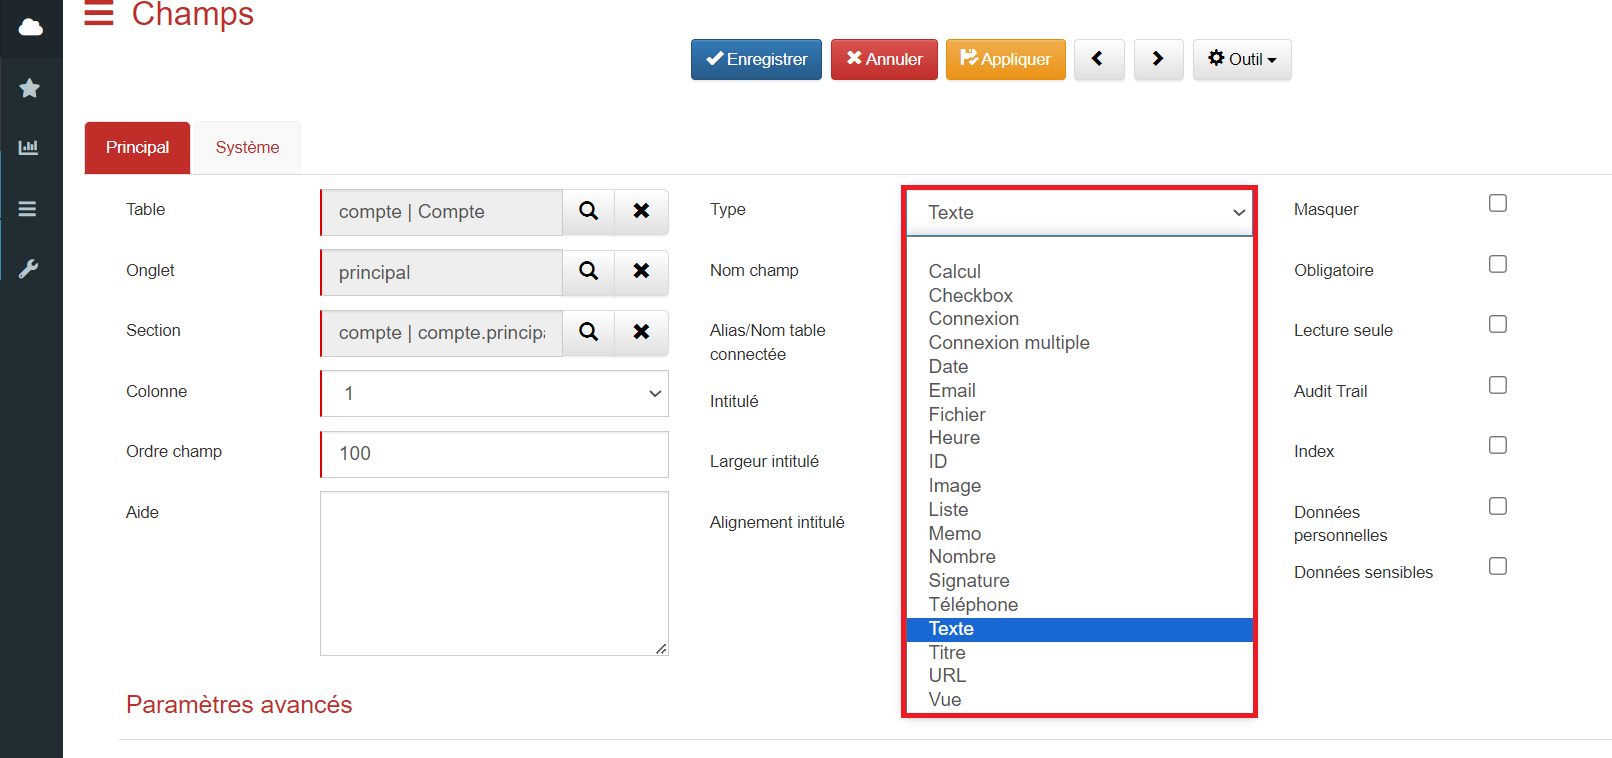 Champs
Enregistrer
Annuler
Appliquer
Outil
Principal
Système
Table
compte | Compte
Onglet
principal
Section
compte | compte.princip
Colonne
1
Ordre champ
100
Aide
Type
Texte
Nom champ
Alias/Nom table
connectée
Intitulé
Largeur intitulé
Alignement intitulé
Calcul
Checkbox
Connexion
Connexion multiple
Date
Email
Fichier
Heure
ID
Image
Liste
Memo
Nombre
Signature
Téléphone
Texte
Titre
URL
Vue
Masquer
Obligatoire
Lecture seule
Audit Trail
Index
Données
personnelles
Données sensibles
Paramètres avancés